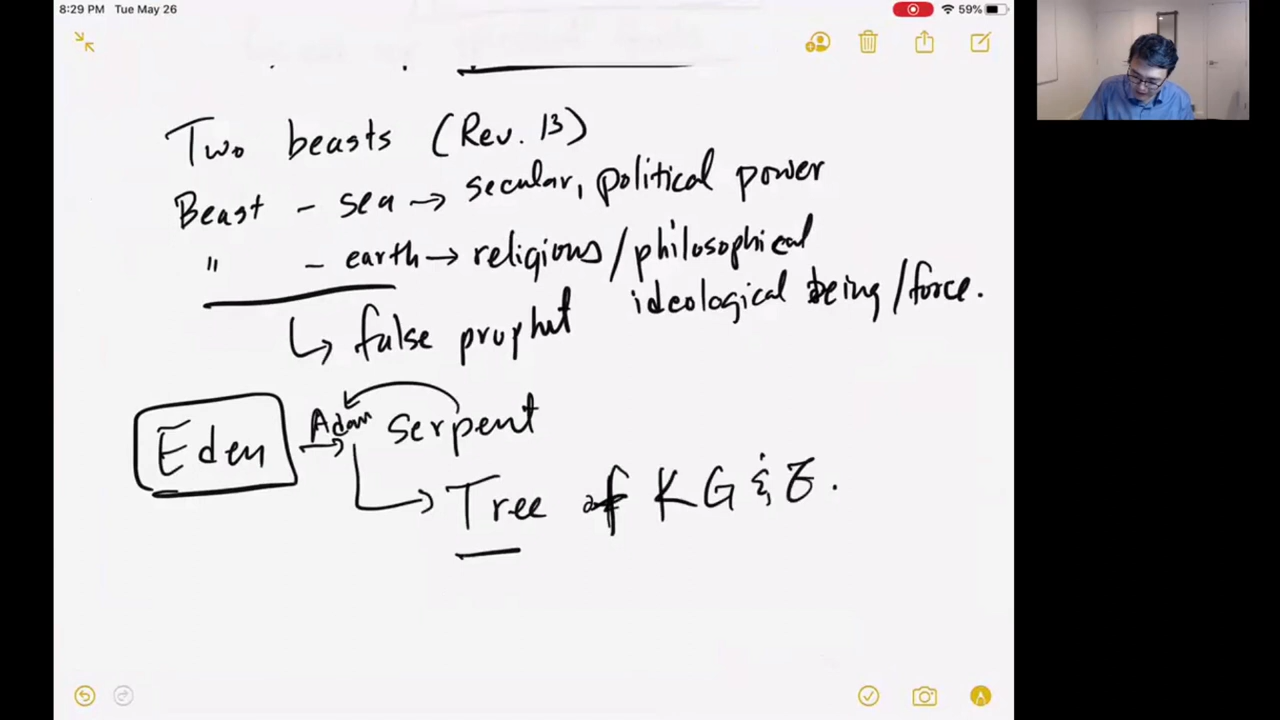 8:29 PM Tue May 26
59%
Two beasts (Rev. 13)
Beast - sea → secular, political power
" - earth → religious/philosophical
ideological being/force.
↳ false prophet
Eden → Adam serpent
↳ Tree of KG & E.